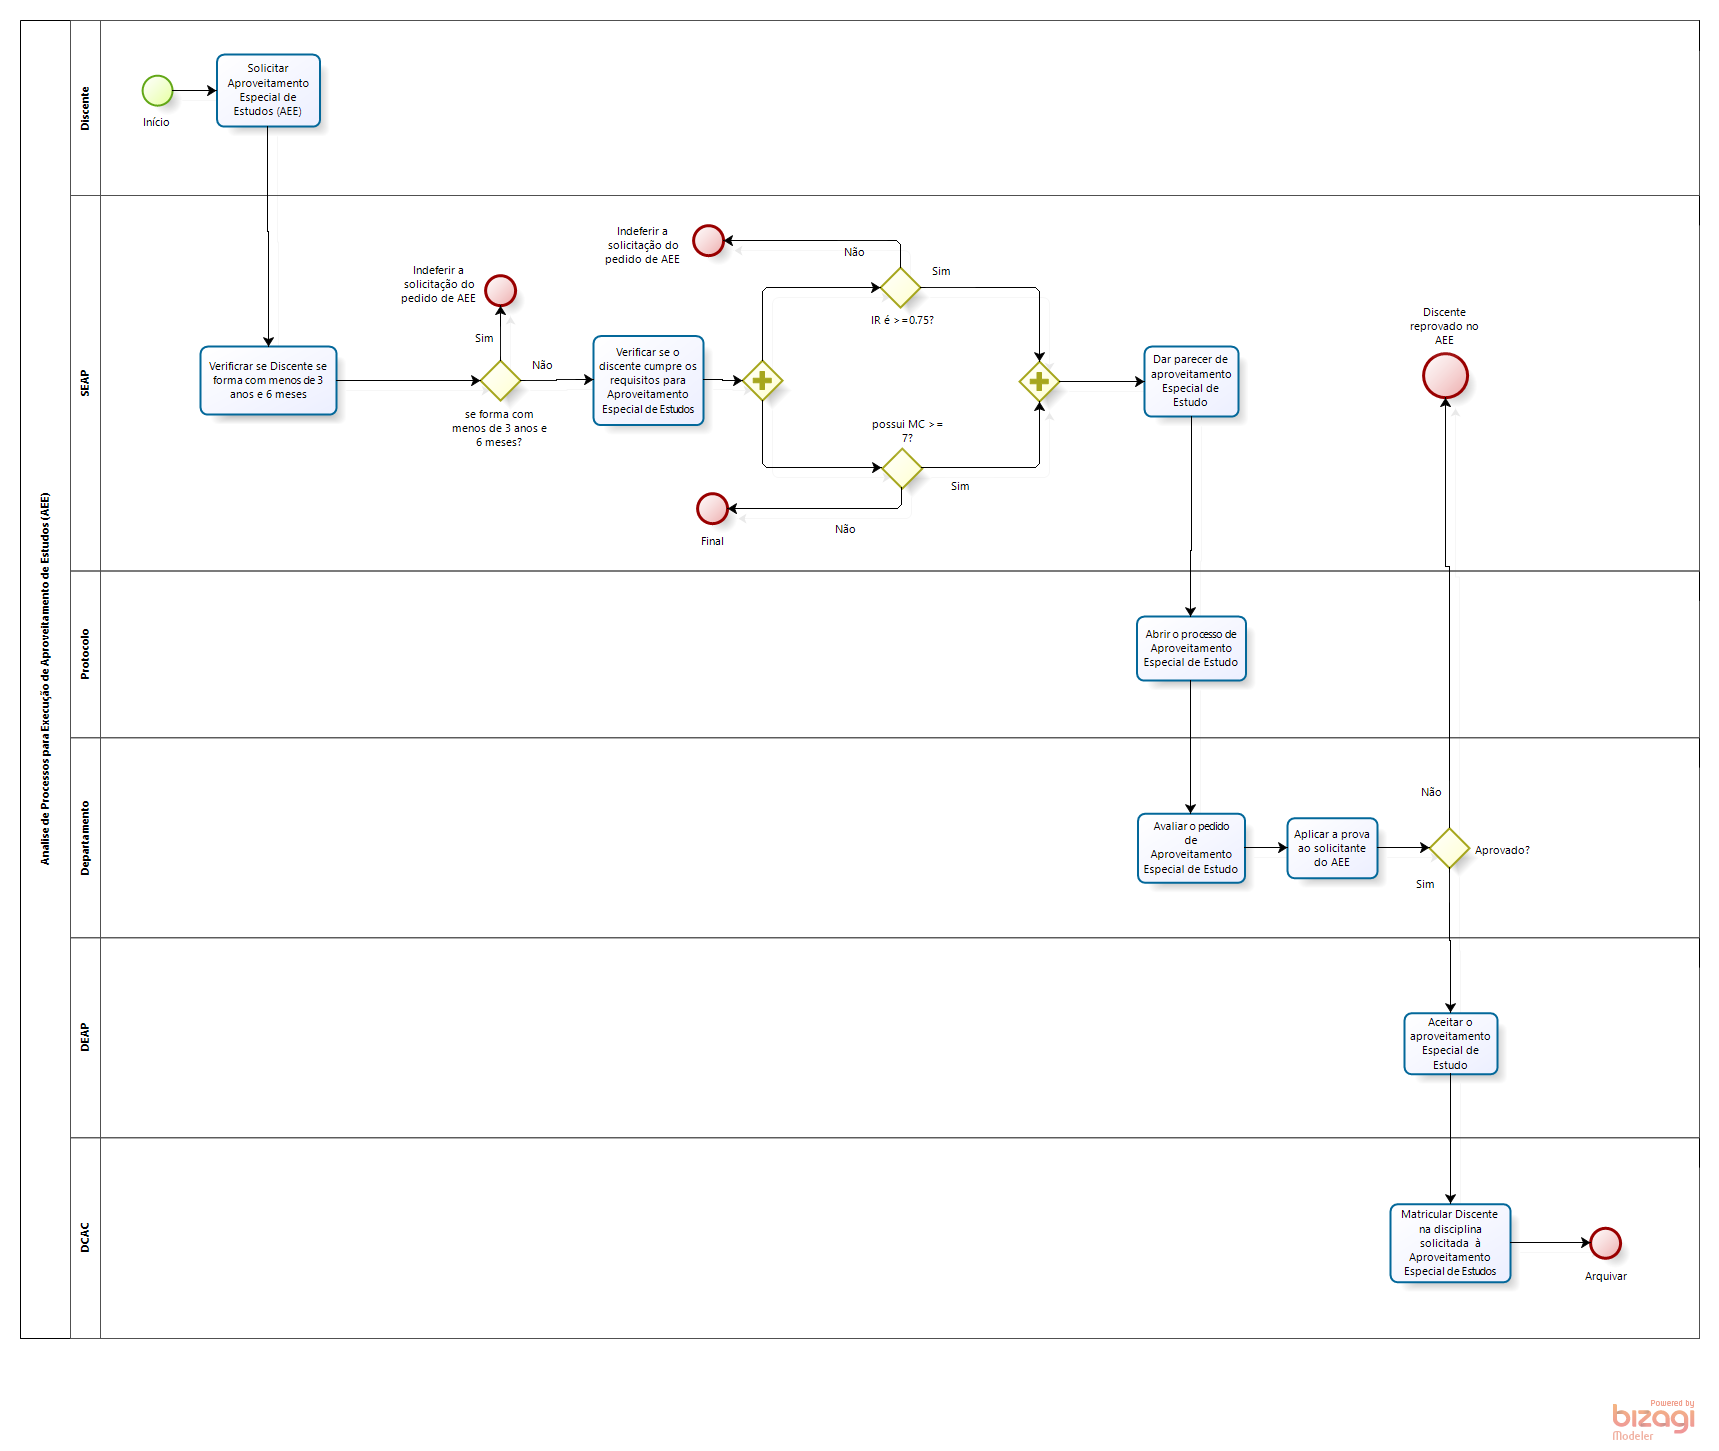 Analise de Processos para Execução de Aproveitamento de Estudos (AEE)
Discente
Início
Solicitar
Aproveitamento
Especial de
Estudos (AEE)
SEAP
Verificrar se Discente se
forma com menos de 3
anos e 6 meses
Indeferir a
solicitação do
pedido de AEE
Sim
Não
se forma com
menos de 3 anos e
6 meses?
Verificar se o
discente cumpre os
requisitos para
Aproveitamento
Especial de Estudos
Indeferir a
solicitação do
pedido de AEE
Não
Sim
IR é >=0.75?
possui MC >=
7?
Sim
Não
Final
Dar parecer de
aproveitamento
Especial de
Estudo
Discente
reprovado no
AEE
Protocolo
Abrir o processo de
Aproveitamento
Especial de Estudo
Departamento
Avaliar o pedido
de
Aproveitamento
Especial de Estudo
Aplicar a prova
ao solicitante
do AEE
Não
Aprovado?
Sim
DEAP
Aceitar o
aproveitamento
Especial de
Estudo
DCAC
Matricular Discente
na disciplina
solicitada à
Aproveitamento
Especial de Estudos
Arquivar
Powered by
bizagi
Modeler